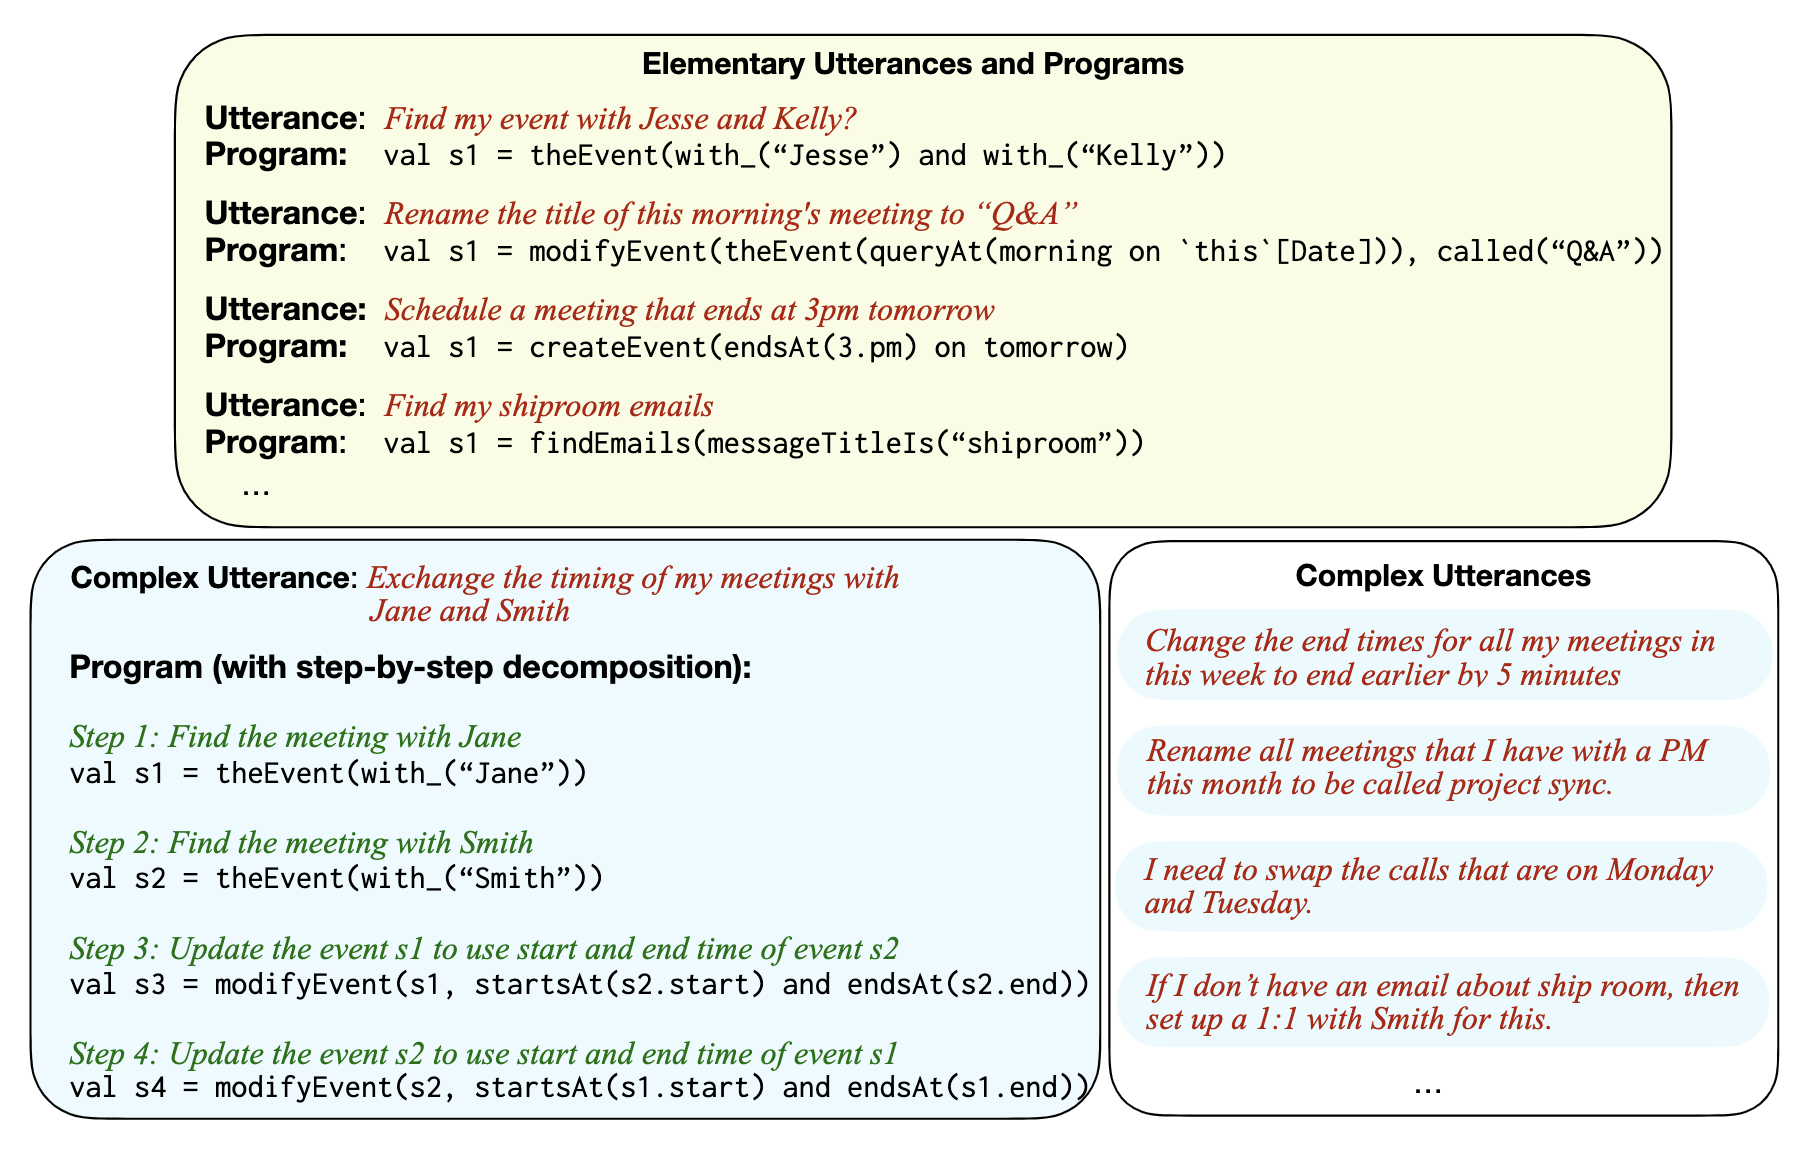 Elementary Utterances and Programs
Utterance: Find my event with Jesse and Kelly?
Program: val s1 = theEvent(with_(“Jesse”) and with_(“Kelly”))
Utterance: Rename the title of this morning's meeting to “Q&A”
Program: val s1 = modifyEvent(theEvent(queryAt(morning on `this`[Date])), called(“Q&A”))
Utterance: Schedule a meeting that ends at 3pm tomorrow
Program: val s1 = createEvent(endsAt(3.pm) on tomorrow)
Utterance: Find my shiproom emails
Program: val s1 = findEmails(messageTitleIs(“shiproom”))
...
Complex Utterance: Exchange the timing of my meetings with
Jane and Smith
Program (with step-by-step decomposition):
Step 1: Find the meeting with Jane
val s1 = theEvent(with_(“Jane”))
Step 2: Find the meeting with Smith
val s2 = theEvent(with_(“Smith”))
Step 3: Update the event s1 to use start and end time of event s2
val s3 = modifyEvent(s1, startsAt(s2.start) and endsAt(s2.end))
Step 4: Update the event s2 to use start and end time of event s1
val s4 = modifyEvent(s2, startsAt(s1.start) and endsAt(s1.end))
Complex Utterances
Change the end times for all my meetings in
this week to end earlier by 5 minutes
Rename all meetings that I have with a PM
this month to be called project sync.
I need to swap the calls that are on Monday
and Tuesday.
If I don’t have an email about ship room, then
set up a 1:1 with Smith for this.
...